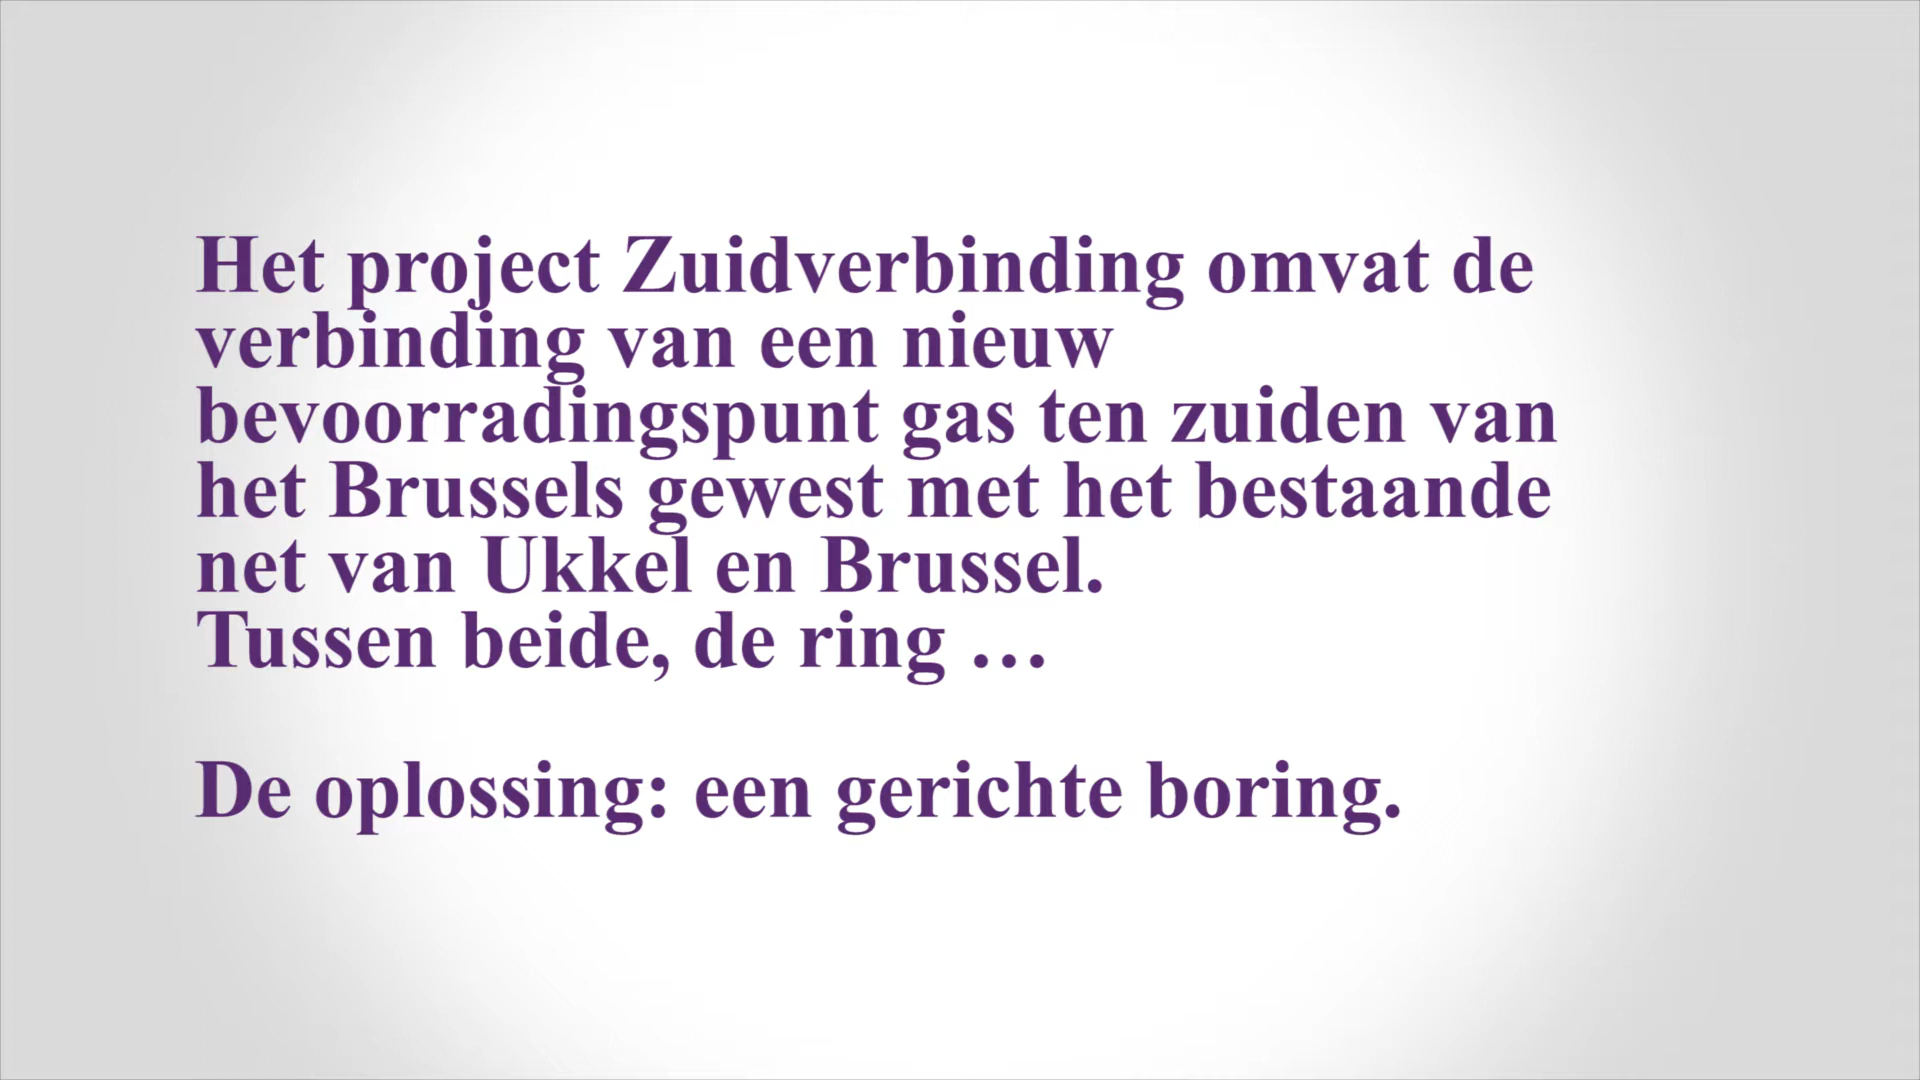 Het project Zuidverbinding omvat de
verbinding van een nieuw
bevoorradingspunt gas ten zuiden van
het Brussels gewest met het bestaande
net van Ukkel en Brussel.
Tussen beide, de ring …
De oplossing: een gerichte boring.